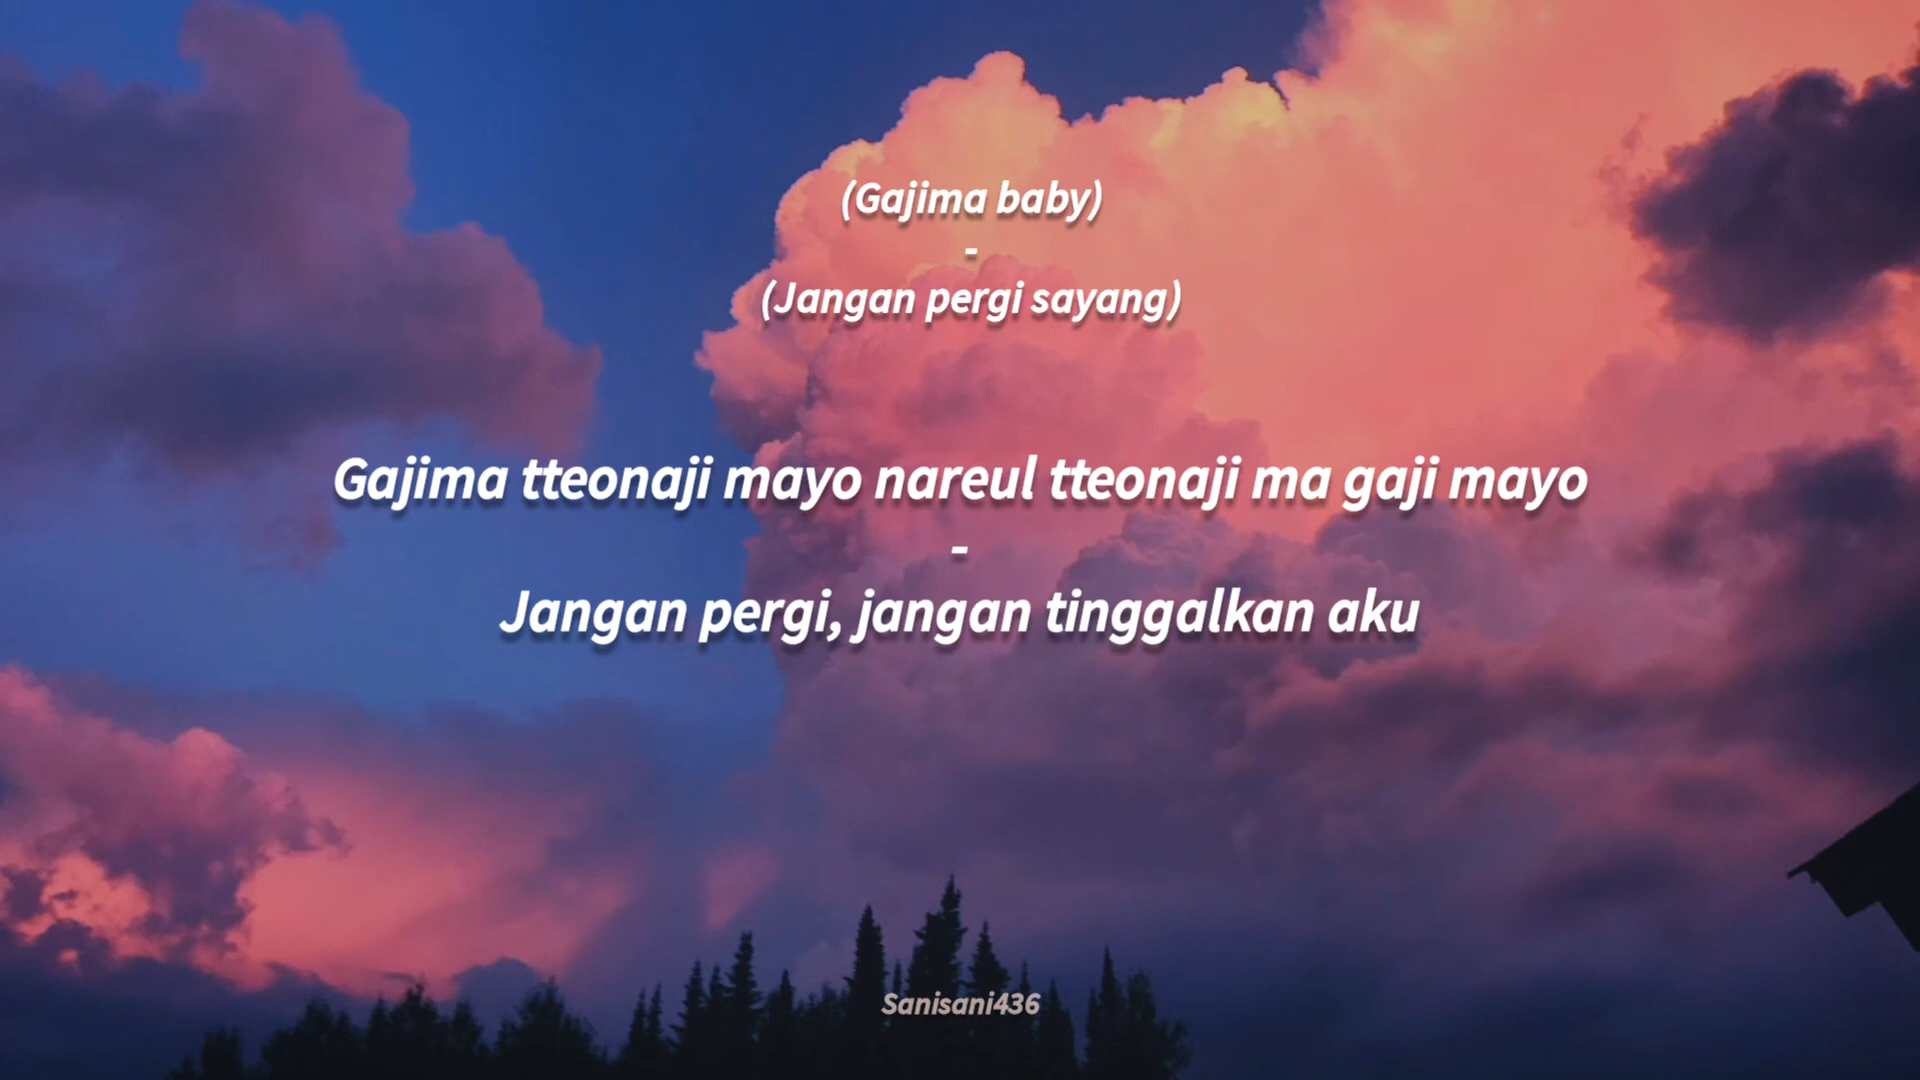 (Gajima baby)
-
(Jangan pergi sayang)
Gajima tteonaji mayo nareul tteonaji ma gaji mayo
-
Jangan pergi, jangan tinggalkan aku
Sanisani436